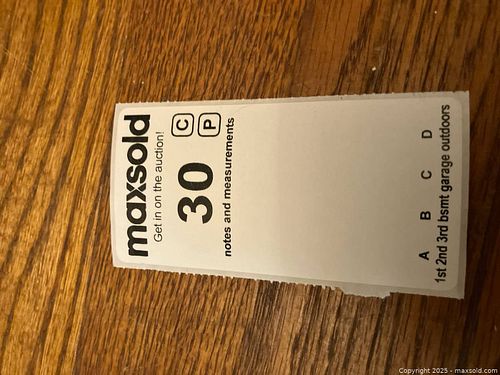 maxsold
Get in on the auction!
30 C P
notes and measurements
A B C D
1st 2nd 3rd bsmt garage outdoors
Copyright 2025 - maxsold.com